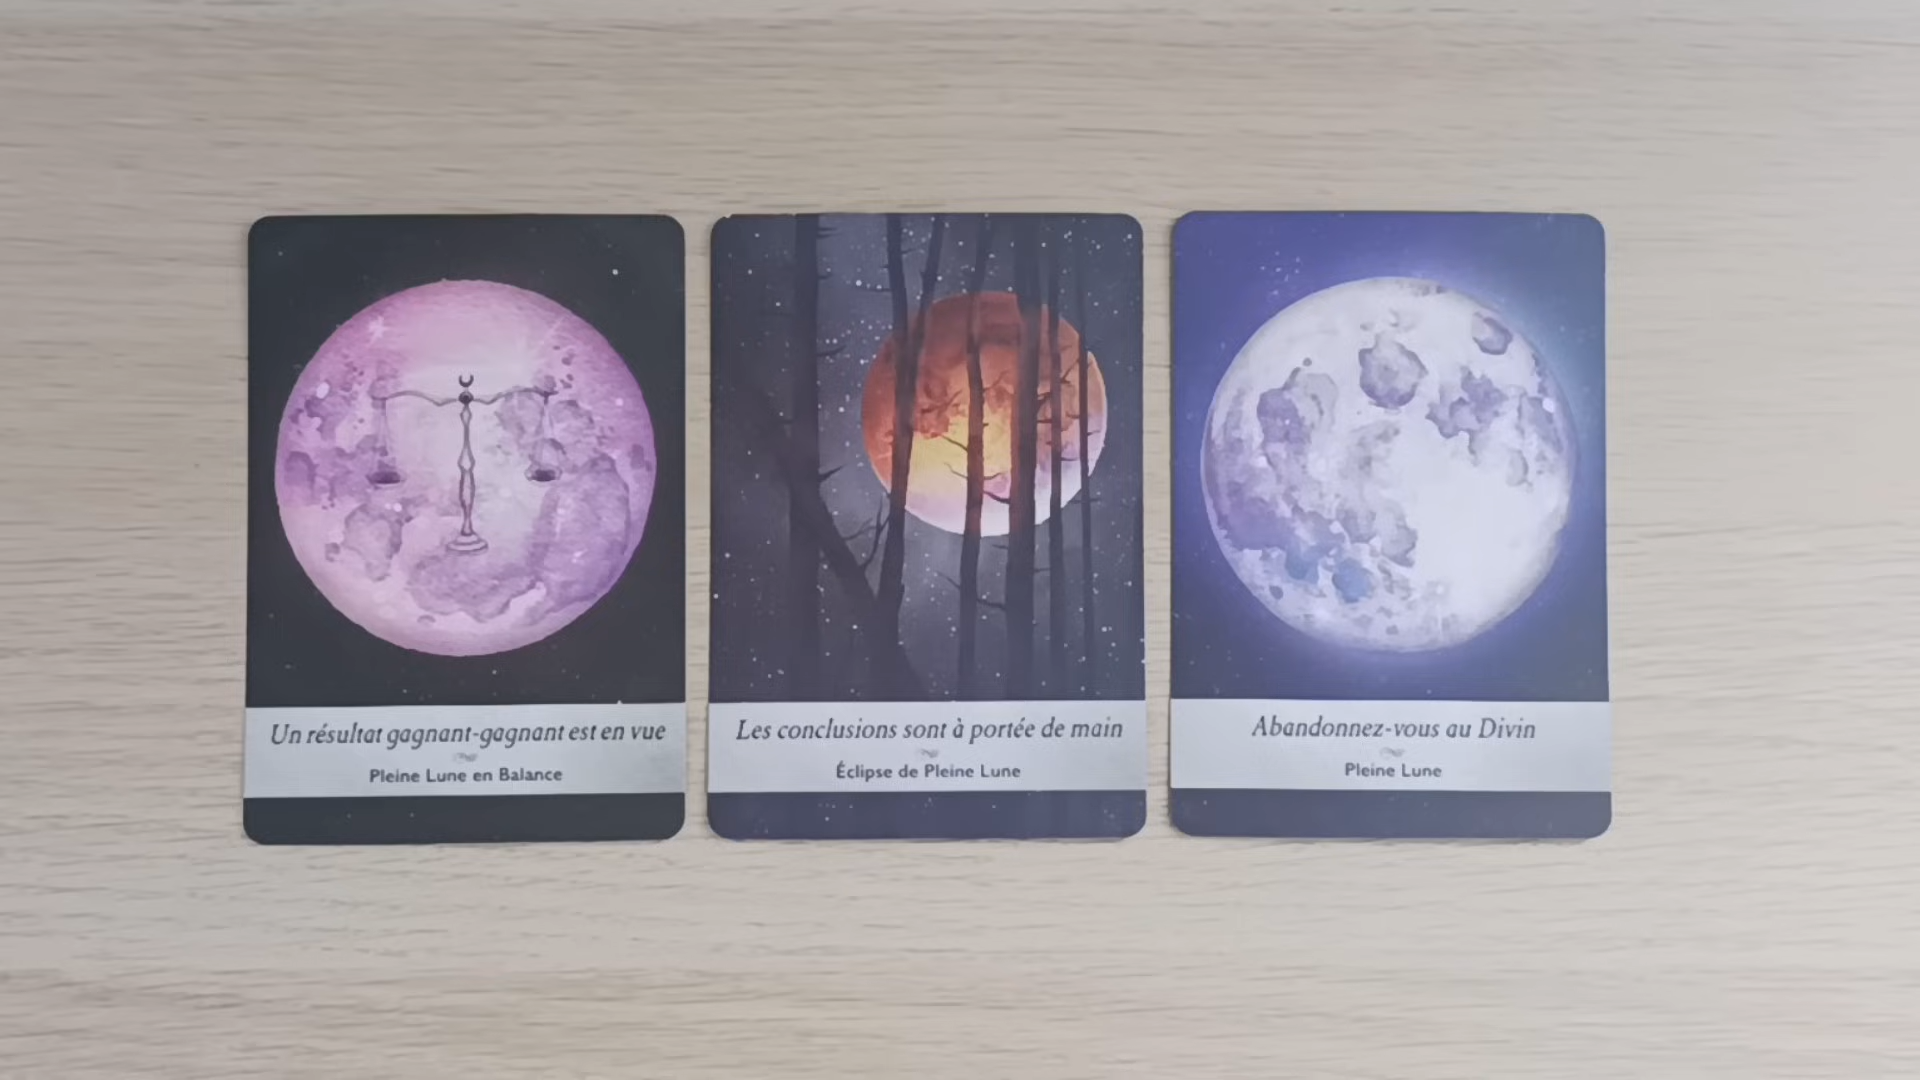 Un résultat gagnant-gagnant est en vue
Pleine Lune en Balance
Les conclusions sont à portée de main
Éclipse de Pleine Lune
Abandonnez-vous au Divin
Pleine Lune